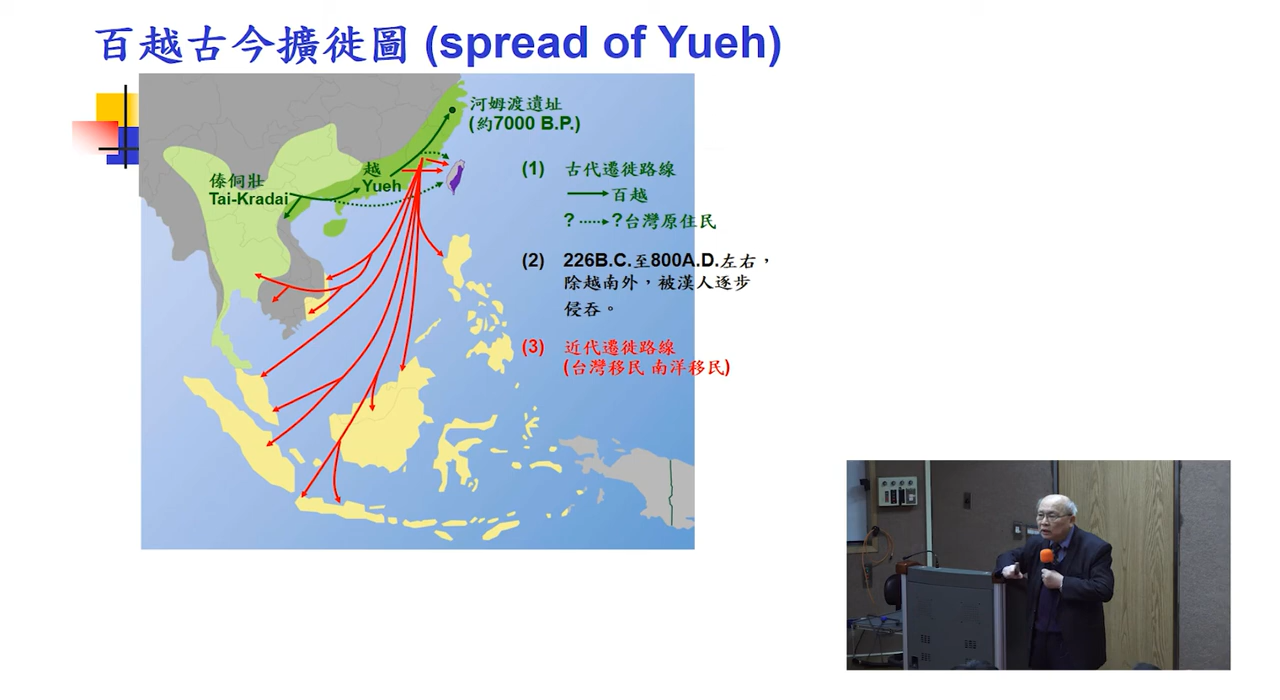 百越古今擴徙圖 (spread of Yueh)
河姆渡遺址
(約7000 B.P.)
越
Yueh
傣侗壯
Tai-Kradai
(1) 古代遷徙路線
百越
? ?台灣原住民
(2) 226B.C.至800A.D.左右，
除越南外，被漢人逐步
侵吞。
(3) 近代遷徙路線
(台灣移民 南洋移民)